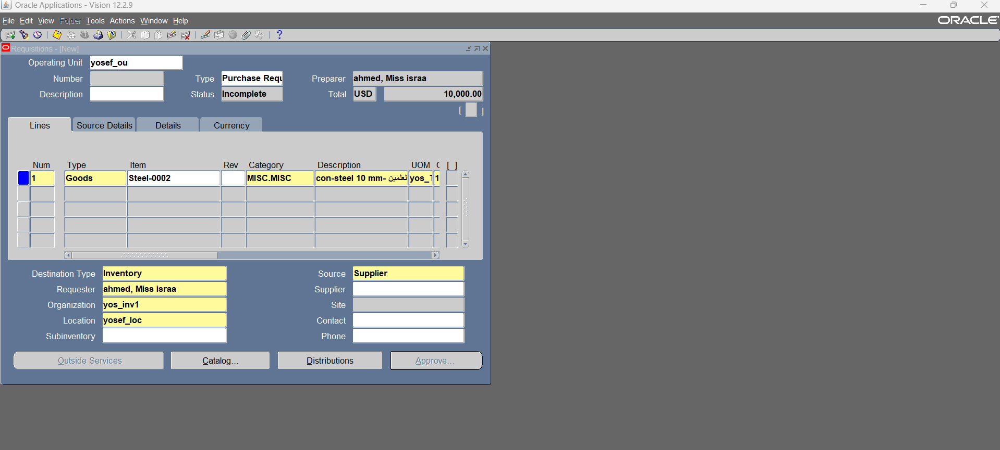 Oracle Applications - Vision 12.2.9
File Edit View Folder Tools Actions Window Help
ORACLE
Requisitions - [New]
Operating Unit yosef_ou
Number Type Purchase Requ Preparer ahmed, Miss israa
Description Status Incomplete Total USD 10,000.00
[ ]
Lines Source Details Details Currency
Num Type Item Rev Category Description UOM [ ]
1 Goods Steel-0002 MISC.MISC con-steel 10 mm- لعلمين yos_T 1
Destination Type Inventory Source Supplier
Requester ahmed, Miss israa Supplier
Organization yos_inv1 Site
Location yosef_loc Contact
Subinventory Phone
Outside Services Catalog... Distributions Approve...